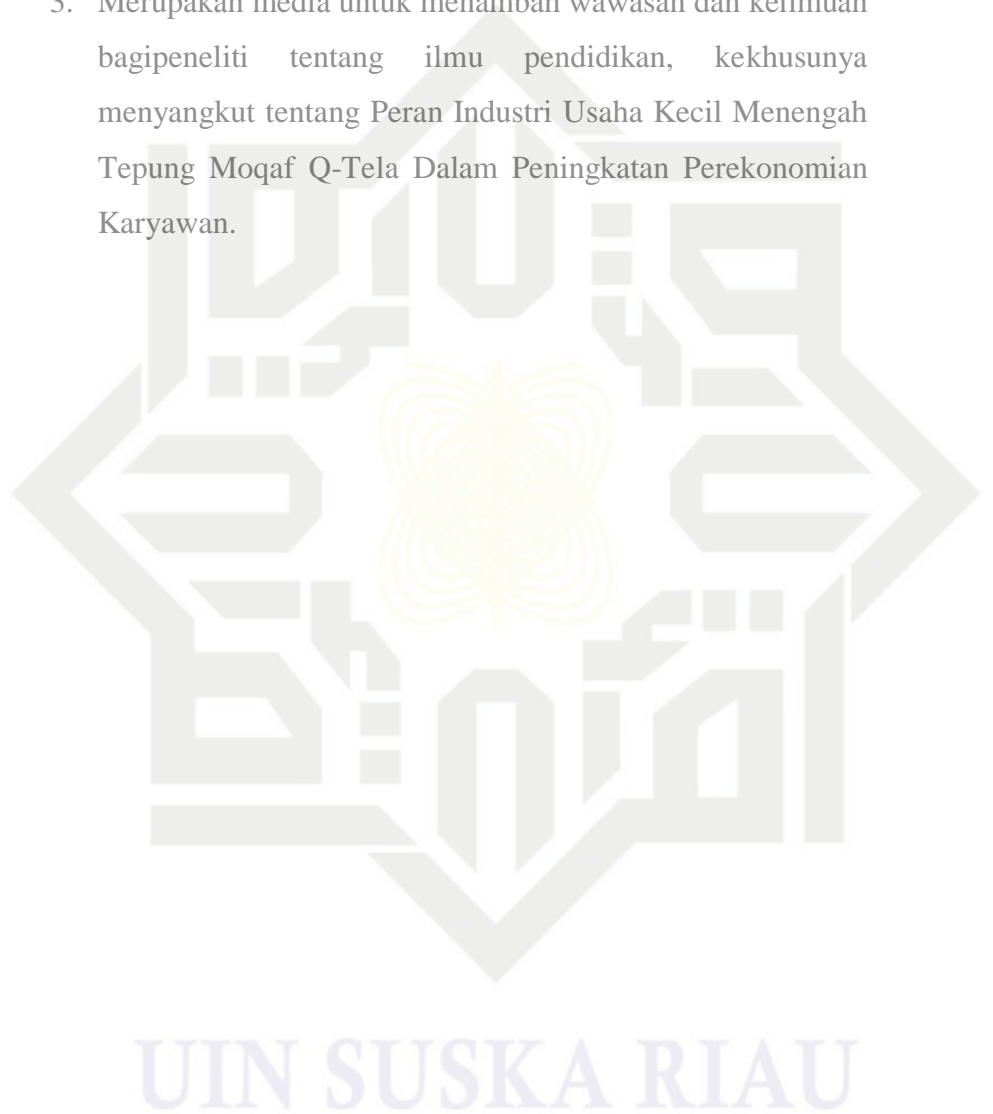 3. Merupakan media untuk menambah wawasan dan keilmuan
bagipeneliti tentang ilmu pendidikan, kekhusunya
menyangkut tentang Peran Industri Usaha Kecil Menengah
Tepung Moqaf Q-Tela Dalam Peningkatan Perekonomian
Karyawan.
UIN SUSKA RIAU